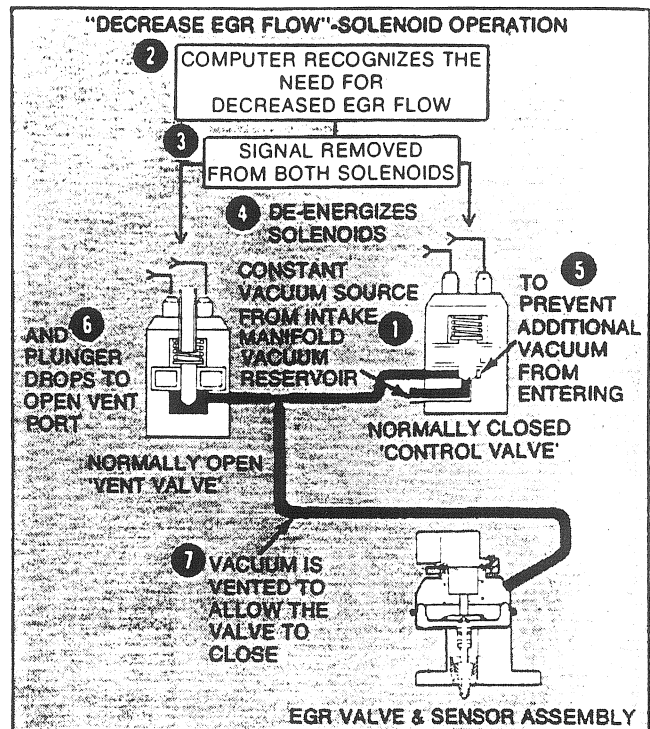 "DECREASE EGR FLOW"-SOLENOID OPERATION
2
COMPUTER RECOGNIZES THE
NEED FOR
DECREASED EGR FLOW
3
SIGNAL REMOVED
FROM BOTH SOLENOIDS
4 DE-ENERGIZES
SOLENOIDS
1
CONSTANT
VACUUM SOURCE
FROM INTAKE
MANIFOLD
VACUUM
RESERVOIR
5
TO
PREVENT
ADDITIONAL
VACUUM
FROM
ENTERING
6
AND
PLUNGER
DROPS TO
OPEN VENT
PORT
NORMALLY CLOSED
'CONTROL VALVE'
NORMALLY OPEN
'VENT VALVE'
7 VACUUM IS
VENTED TO
ALLOW THE
VALVE TO
CLOSE
EGR VALVE & SENSOR ASSEMBLY